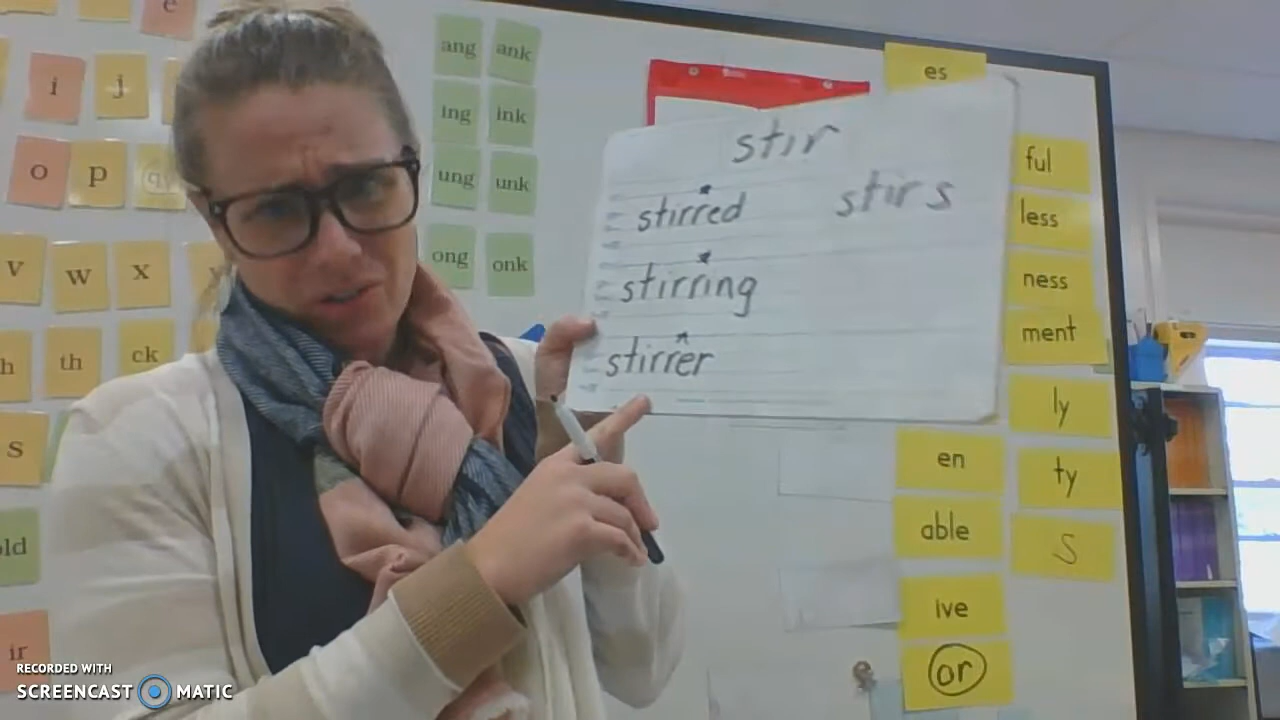 e
i j
o p qu
v w x
h th ck
s
old
ir
ang ank
ing ink
ung unk
ong onk
stir
stirred stirs
stirring
stirrer
es
ful
less
ness
ment
ly
en ty
able s
ive
or
RECORDED WITH
SCREENCAST MATIC